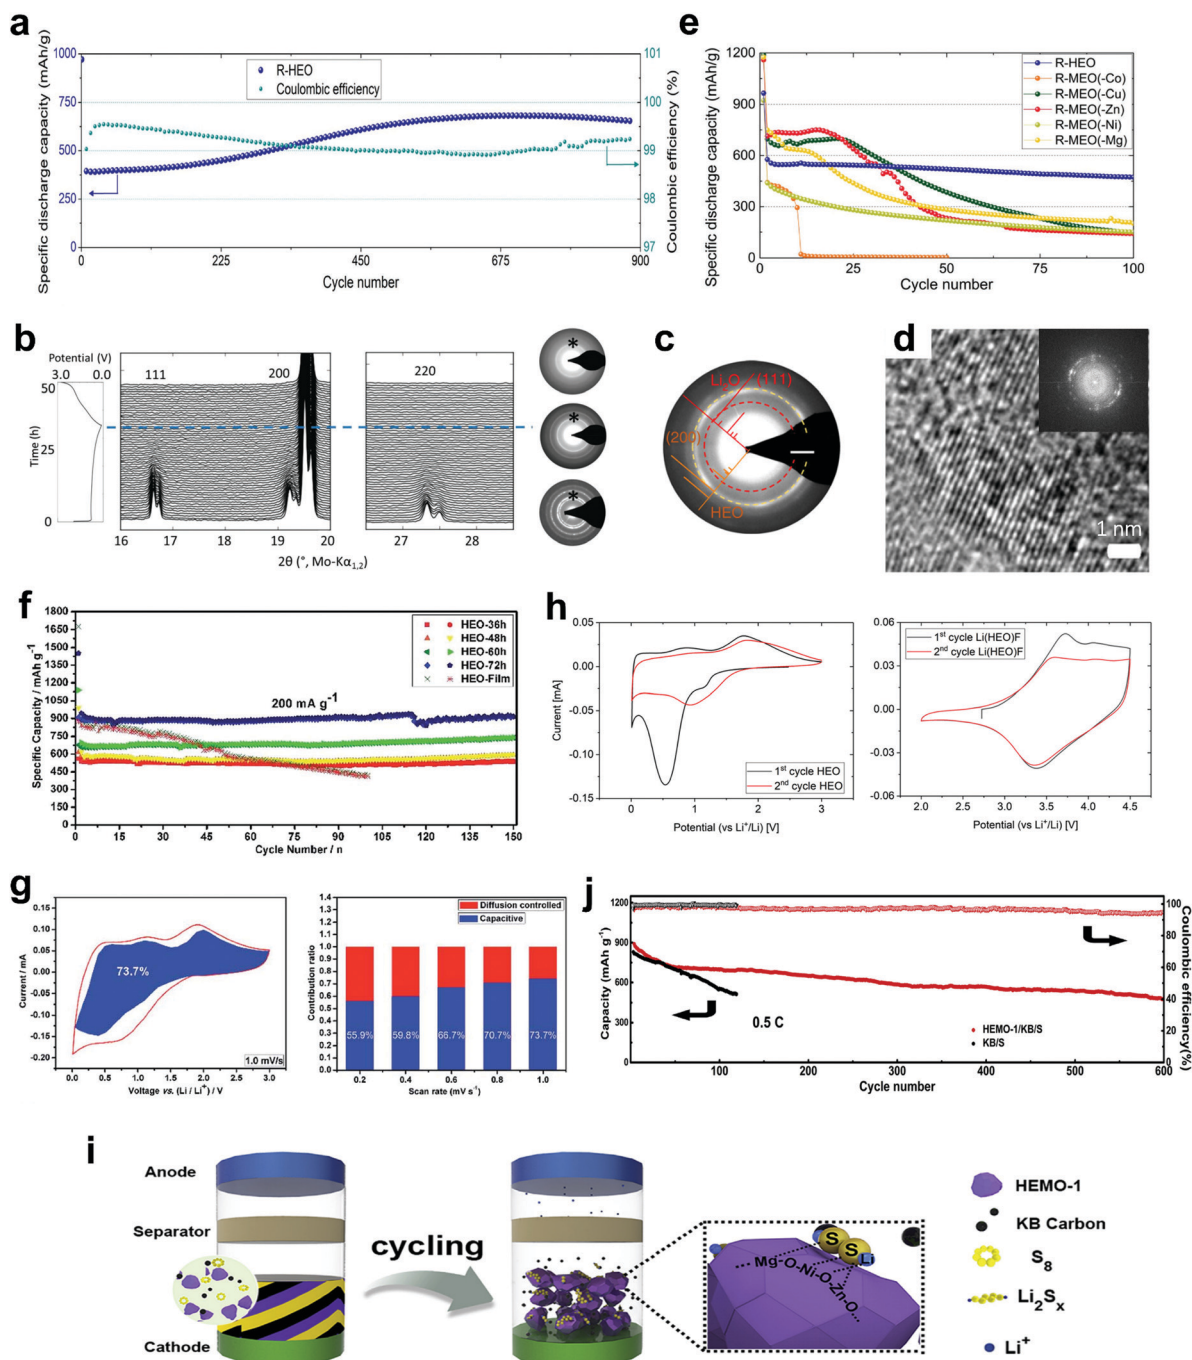 a
Specific discharge capacity (mAh/g)
1000
750
500
250
0
R-HEO
Coulombic efficiency
101
100
99
98
97
Coulombic efficiency (%)
0 225 450 675 900
Cycle number
e
Specific discharge capacity (mAh/g)
1200
900
600
300
0
R-HEO
R-MEO(-Co)
R-MEO(-Cu)
R-MEO(-Zn)
R-MEO(-Ni)
R-MEO(-Mg)
0 25 50 75 100
Cycle number
b
Potential (V)
3.0 0.0
50
25
0
Time (h)
111 200
220
16 17 18 19 20
27 28
2θ (°, Mo-Kα1,2)
*
*
*
c
Li2O (111)
(200)
HEO
d
1 nm
f
Specific Capacity / mAh g-1
1800
1650
1500
1350
1200
1050
900
750
600
450
300
150
0
HEO-36h
HEO-48h
HEO-60h
HEO-72h
HEO-Film
200 mA g-1
0 15 30 45 60 75 90 105 120 135 150
Cycle Number / n
h
Current [mA]
0.05
0.00
-0.05
-0.10
-0.15
1st cycle HEO
2nd cycle HEO
0 1 2 3
Potential (vs Li+/Li) [V]
0.06
0.03
0.00
-0.03
-0.06
1st cycle Li(HEO)F
2nd cycle Li(HEO)F
2.0 2.5 3.0 3.5 4.0 4.5
Potential (vs Li+/Li) [V]
g
Current / mA
0.15
0.10
0.05
0.00
-0.05
-0.10
-0.15
-0.20
73.7%
1.0 mV/s
0.0 0.5 1.0 1.5 2.0 2.5 3.0
Voltage vs. (Li / Li+) / V
Contribution ratio
1.4
1.3
1.2
1.1
1.0
0.9
0.8
0.7
0.6
0.5
0.4
0.3
0.2
0.1
0.0
Diffusion controlled
Capacitive
55.9% 59.8% 66.7% 70.7% 73.7%
0.2 0.4 0.6 0.8 1.0
Scan rate (mV s-1)
j
Capacity (mAh g-1)
1200
900
600
300
0
0.5 C
HEMO-1/KB/S
KB/S
100
80
60
40
20
0
Coulombic efficiency(%)
100 200 300 400 500 600
Cycle number
i
Anode
Separator
Cathode
cycling
S
S
Li
Mg-O-Ni-O-Zn-O
HEMO-1
KB Carbon
S8
Li2Sx
Li+